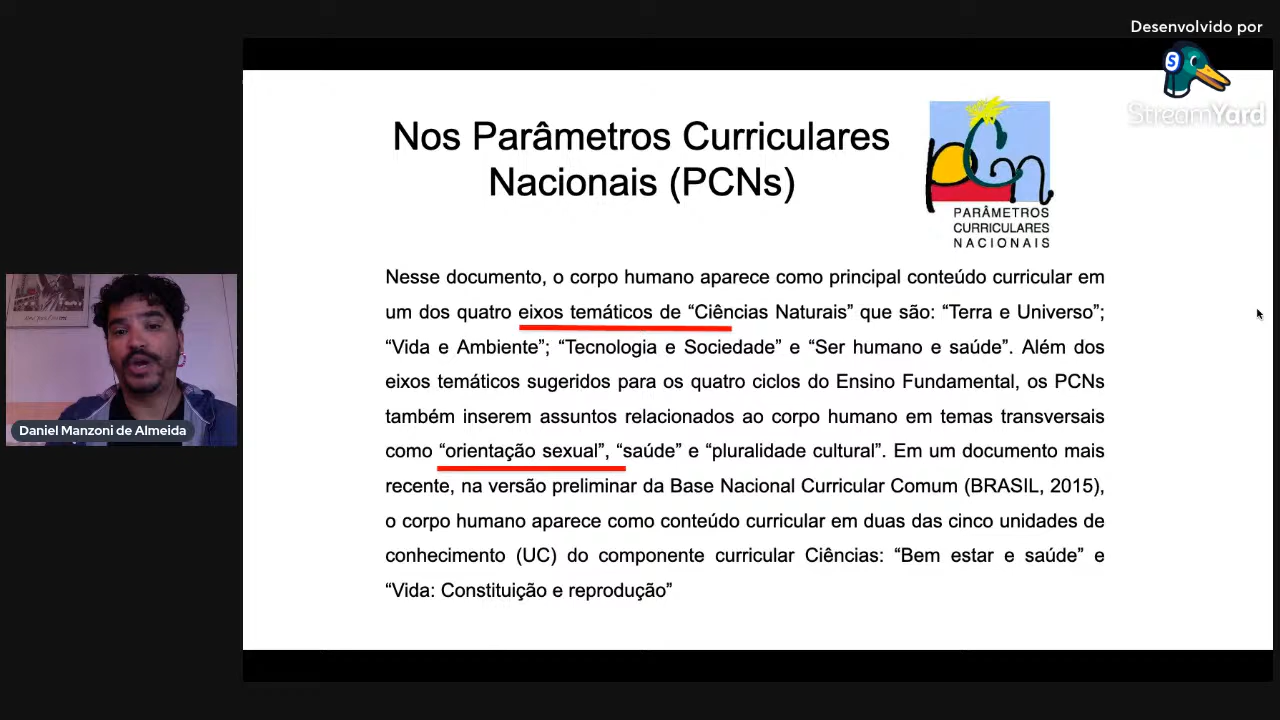 Desenvolvido por
S
StreamYard
Nos Parâmetros Curriculares
Nacionais (PCNs)
pcn
PARÂMETROS
CURRICULARES
NACIONAIS
Nesse documento, o corpo humano aparece como principal conteúdo curricular em
um dos quatro eixos temáticos de “Ciências Naturais” que são: “Terra e Universo”;
“Vida e Ambiente”; “Tecnologia e Sociedade” e “Ser humano e saúde”. Além dos
eixos temáticos sugeridos para os quatro ciclos do Ensino Fundamental, os PCNs
também inserem assuntos relacionados ao corpo humano em temas transversais
como “orientação sexual”, “saúde” e “pluralidade cultural”. Em um documento mais
recente, na versão preliminar da Base Nacional Curricular Comum (BRASIL, 2015),
o corpo humano aparece como conteúdo curricular em duas das cinco unidades de
conhecimento (UC) do componente curricular Ciências: “Bem estar e saúde” e
“Vida: Constituição e reprodução”
Daniel Manzoni de Almeida